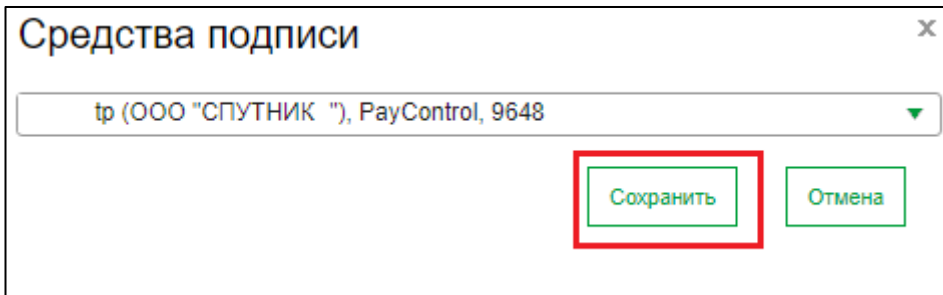 Средства подписи x
tp (ООО "СПУТНИК "), PayControl, 9648
Сохранить Отмена